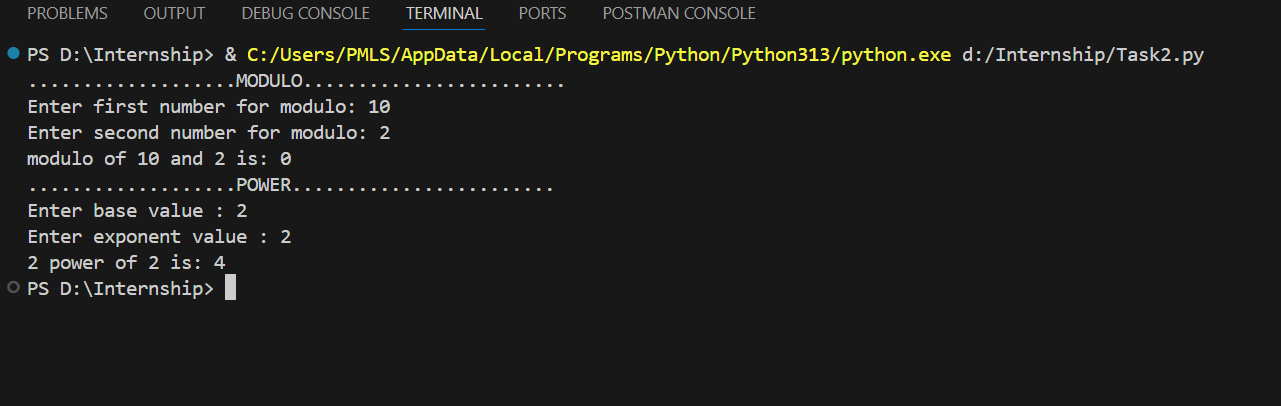 PROBLEMS OUTPUT DEBUG CONSOLE TERMINAL PORTS POSTMAN CONSOLE
PS D:\Internship> & C:/Users/PMLS/AppData/Local/Programs/Python/Python313/python.exe d:/Internship/Task2.py
...................MODULO........................
Enter first number for modulo: 10
Enter second number for modulo: 2
modulo of 10 and 2 is: 0
...................POWER........................
Enter base value : 2
Enter exponent value : 2
2 power of 2 is: 4
PS D:\Internship>